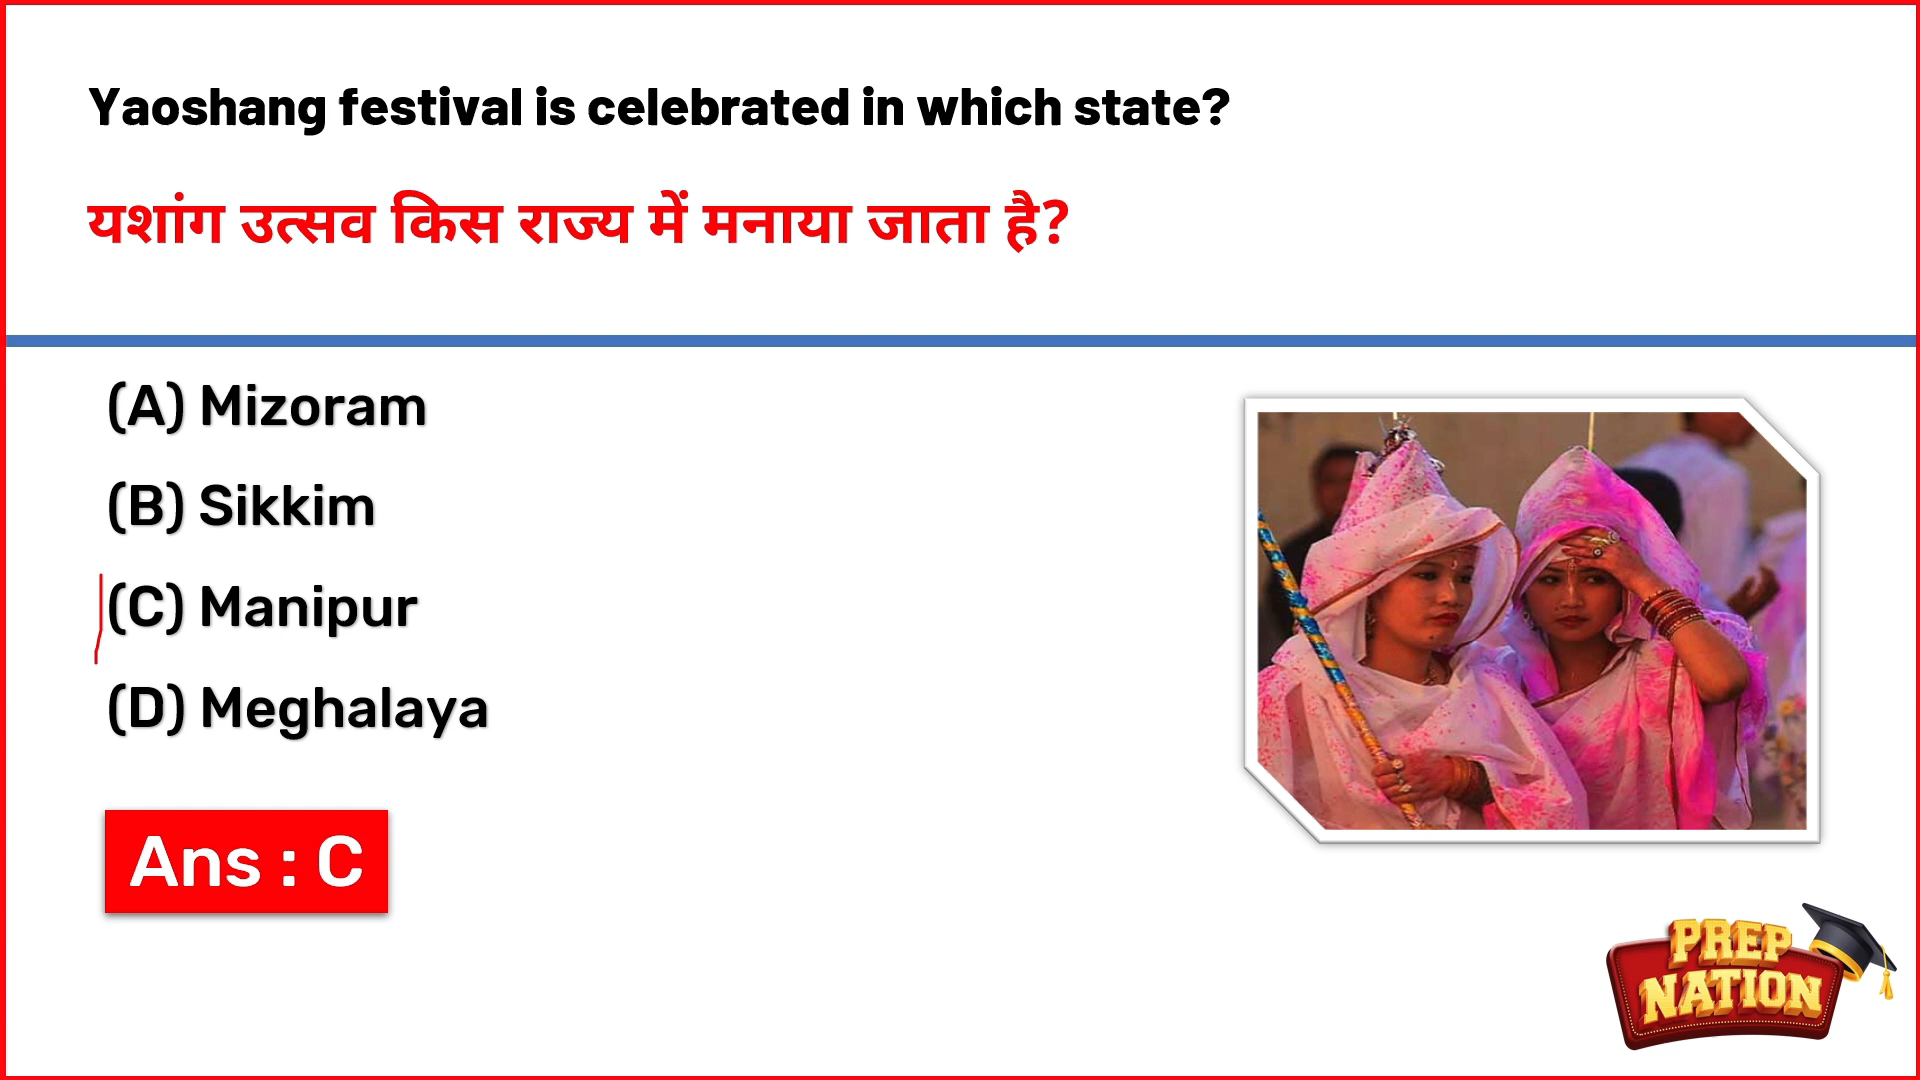 Yaoshang festival is celebrated in which state?
यशांग उत्सव किस राज्य में मनाया जाता है?
(A) Mizoram
(B) Sikkim
(C) Manipur
(D) Meghalaya
Ans : C
PREP
NATION